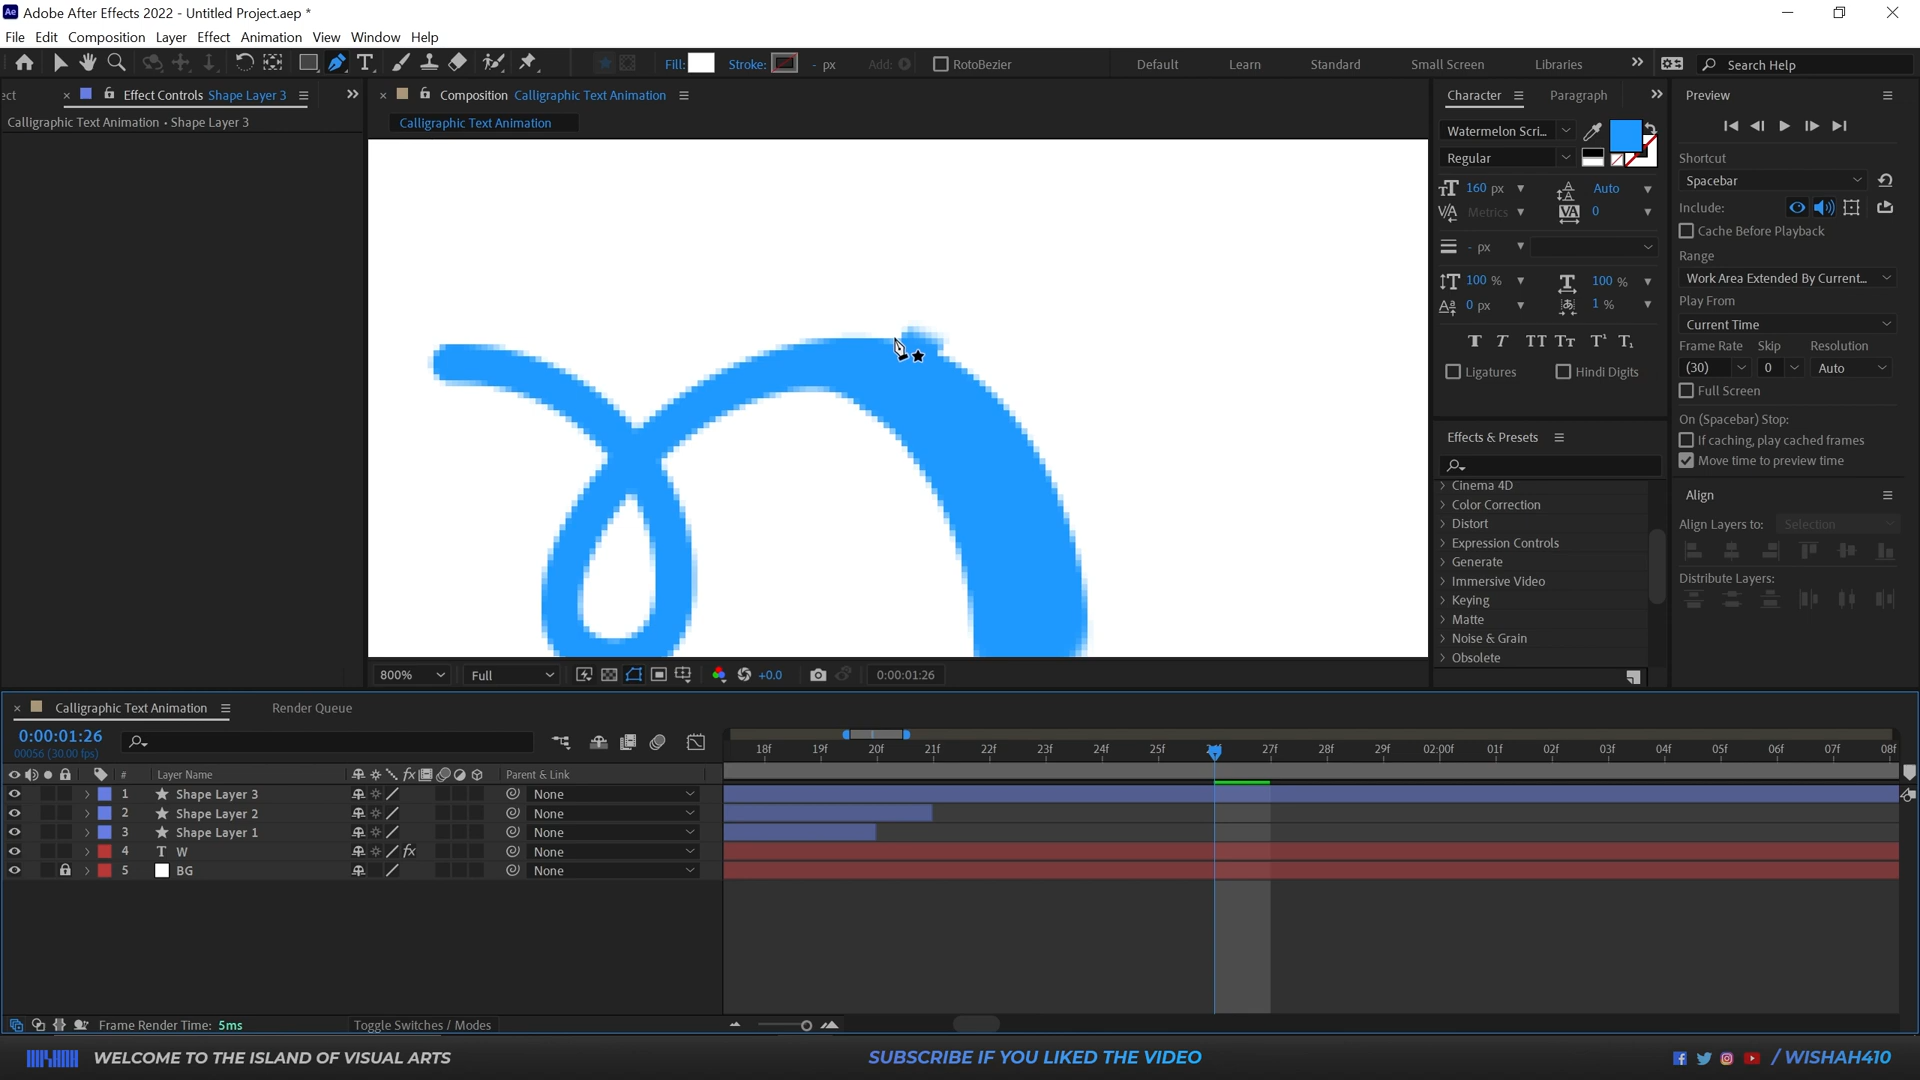 Adobe After Effects 2022 - Untitled Project.aep *
File Edit Composition Layer Effect Animation View Window Help
Fill: Stroke: - px Add: RotoBezier Default Learn Standard Small Screen Libraries Search Help
ect Effect Controls Shape Layer 3
Calligraphic Text Animation • Shape Layer 3
Composition Calligraphic Text Animation
Calligraphic Text Animation
Character Paragraph
Watermelon Scri...
Regular
160 px Auto
Metrics 0
- px
100 % 100 %
0 px 1 %
Ligatures Hindi Digits
Effects & Presets
Cinema 4D
Color Correction
Distort
Expression Controls
Generate
Immersive Video
Keying
Matte
Noise & Grain
Obsolete
Preview
Shortcut
Spacebar
Include:
Cache Before Playback
Range
Work Area Extended By Current...
Play From
Current Time
Frame Rate Skip Resolution
(30) 0 Auto
Full Screen
On (Spacebar) Stop:
If caching, play cached frames
Move time to preview time
Align
Align Layers to: Selection
Distribute Layers:
800% Full +0.0 0:00:01:26
Calligraphic Text Animation Render Queue
0:00:01:26
00056 (30.00 fps)
18f 19f 20f 21f 22f 23f 24f 25f 27f 28f 29f 02:00f 01f 02f 03f 04f 05f 06f 07f 08f
# Layer Name Parent & Link
1 Shape Layer 3 None
2 Shape Layer 2 None
3 Shape Layer 1 None
4 W None
5 BG None
Frame Render Time: 5ms Toggle Switches / Modes
WELCOME TO THE ISLAND OF VISUAL ARTS SUBSCRIBE IF YOU LIKED THE VIDEO / WISHAH410